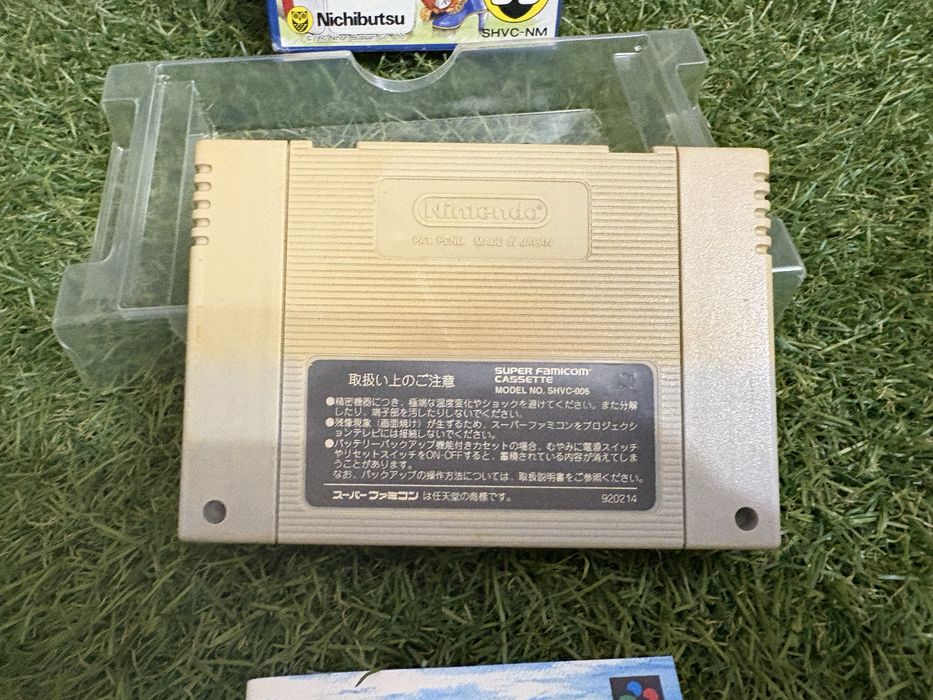 Nichibutsu
SHVC-NM
Nintendo
PAT. PEND. MADE IN JAPAN
取扱い上のご注意
SUPER FAMICOM
CASSETTE
MODEL NO. SHVC-006
●精密機器につき、極端な温度変化やショックを避けてください。また分解
したり、端子部を汚したりしないでください。
●残像現象（画面焼け）が生ずるため、スーパーファミコンをプロジェクシ
ョンテレビには接続しないでください。
●バッテリーバックアップ機能付きカセットの場合、むやみに電源スイッチ
やリセットスイッチをON-OFFすると、蓄積されている内容が消えてしま
うことがあります。
なお、バックアップの操作方法については、取扱説明書をご参照ください。
スーパーファミコン は任天堂の商標です。
920214